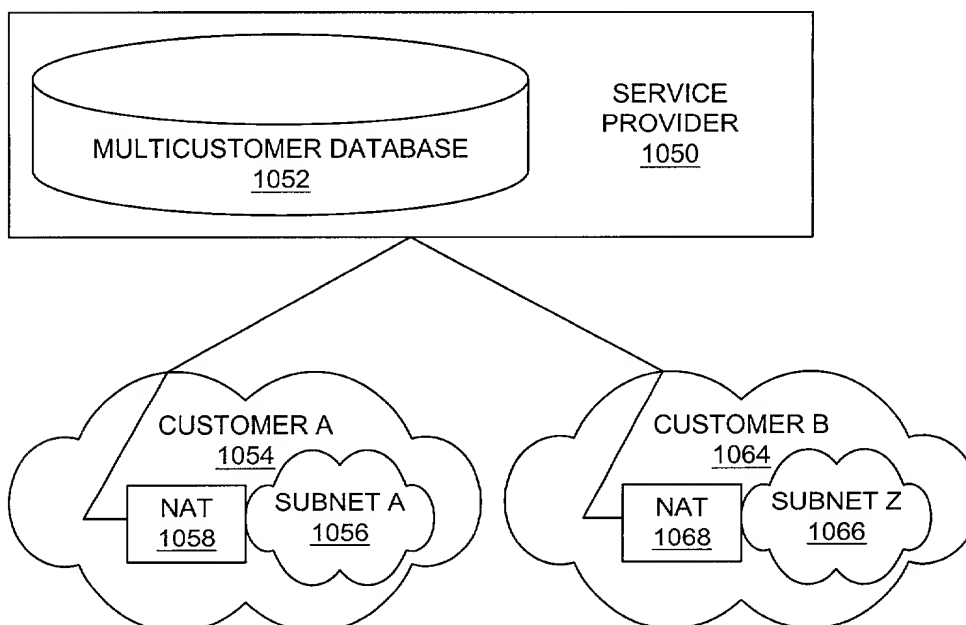 SERVICE
PROVIDER
1050
MULTICUSTOMER DATABASE
1052
CUSTOMER A
1054
NAT
1058
SUBNET A
1056
CUSTOMER B
1064
NAT
1068
SUBNET Z
1066